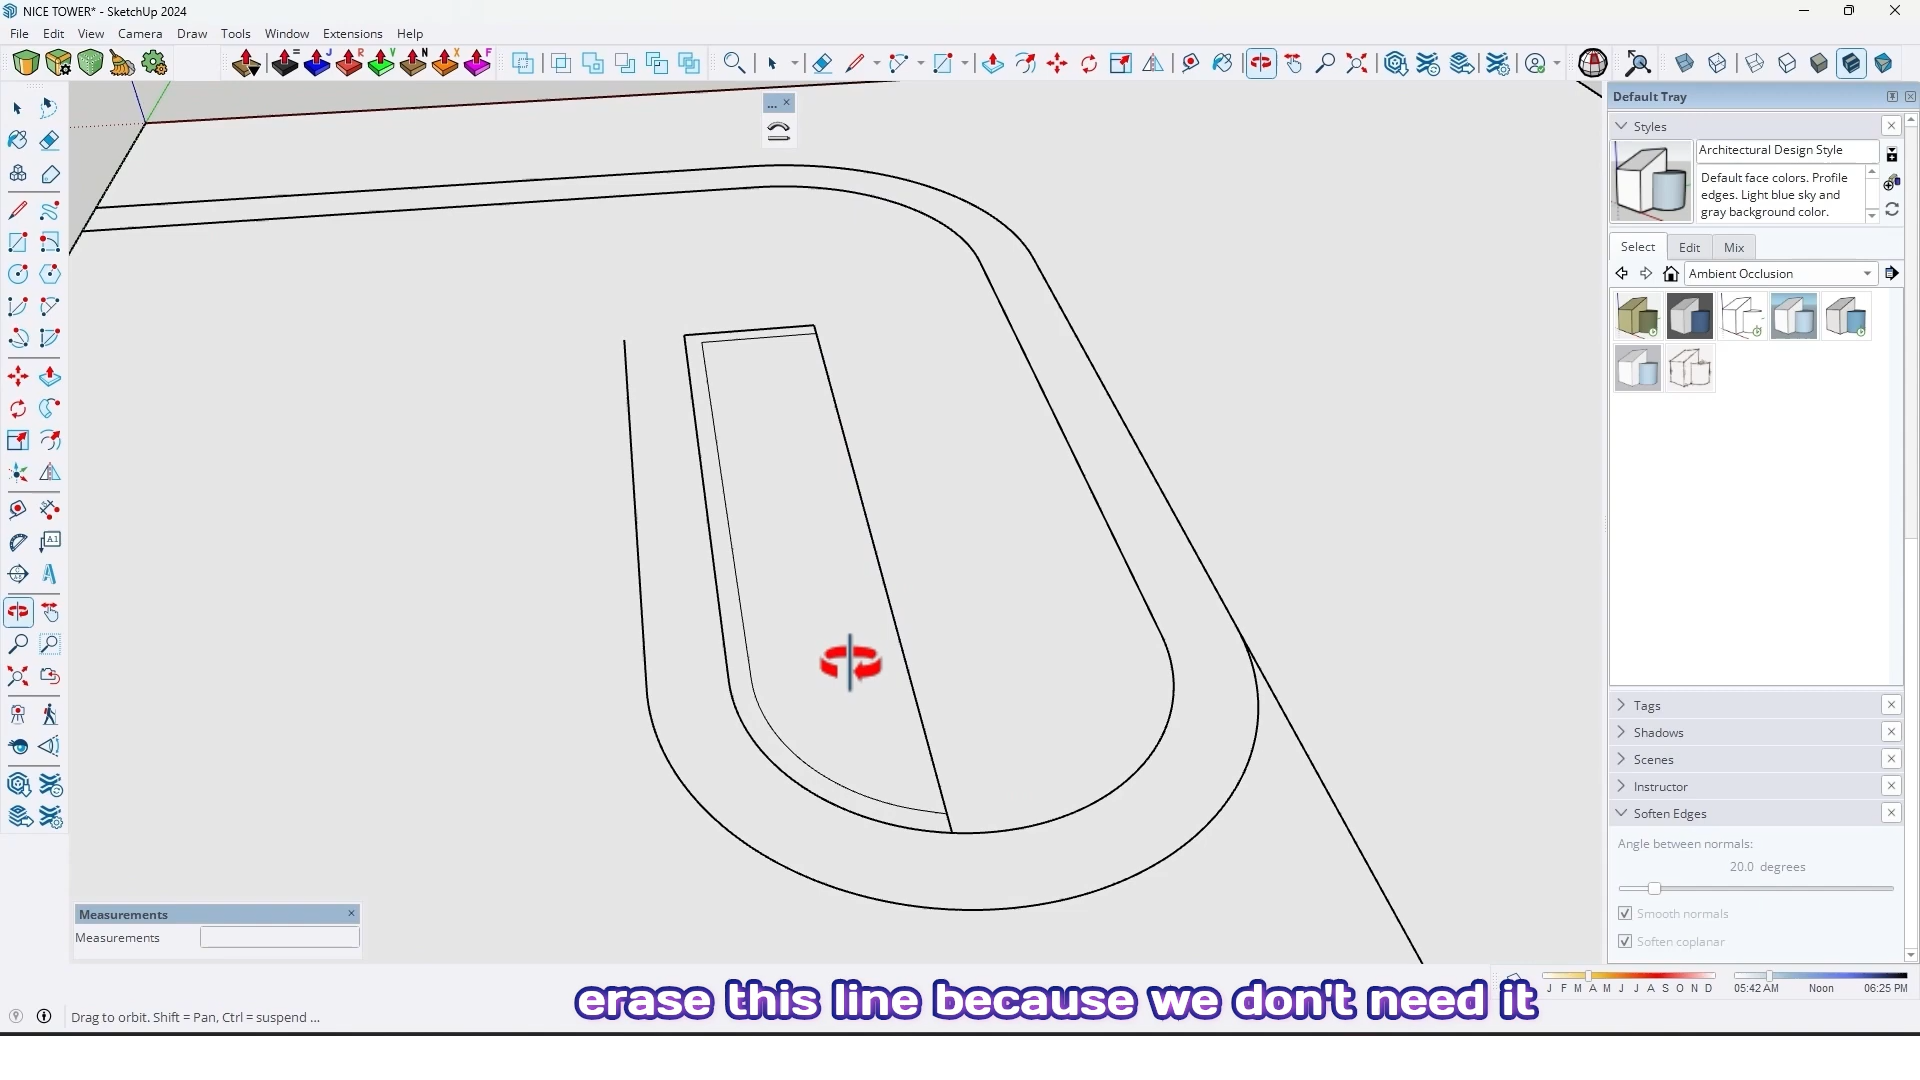 NICE TOWER* - SketchUp 2024
File Edit View Camera Draw Tools Window Extensions Help
= J R V N X F
...
Default Tray
Styles
Architectural Design Style
Default face colors. Profile
edges. Light blue sky and
gray background color.
Select Edit Mix
Ambient Occlusion
A1
Tags
Shadows
Scenes
Instructor
Soften Edges
Angle between normals:
20.0 degrees
Smooth normals
Soften coplanar
Measurements
Measurements
erase this line because we don't need it
J F M A M J J A S O N D 05:42 AM Noon 06:25 PM
Drag to orbit. Shift = Pan, Ctrl = suspend ...